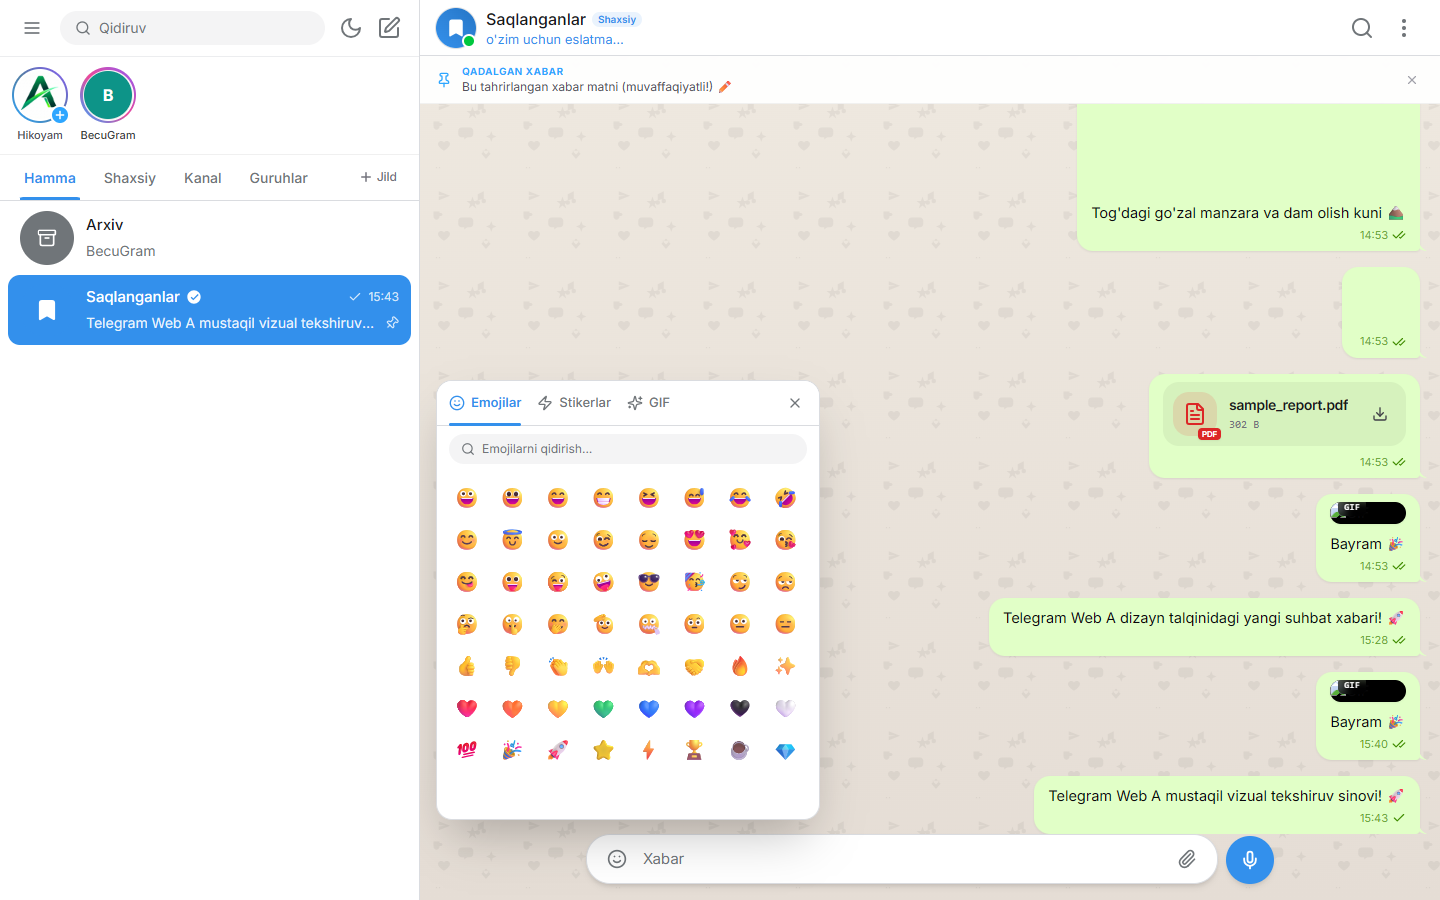 Qidiruv
Hikoyam
B
BecuGram
Hamma
Shaxsiy
Kanal
Guruhlar
Jild
Arxiv
BecuGram
Saqlanganlar
15:43
Telegram Web A mustaqil vizual tekshiruv...
Saqlanganlar Shaxsiy
o'zim uchun eslatma...
QADALGAN XABAR
Bu tahrirlangan xabar matni (muvaffaqiyatli!)
Tog'dagi go'zal manzara va dam olish kuni
14:53
14:53
sample_report.pdf
302 B
PDF
14:53
GIF
Bayram
14:53
Telegram Web A dizayn talqinidagi yangi suhbat xabari!
15:28
GIF
Bayram
15:40
Telegram Web A mustaqil vizual tekshiruv sinovi!
15:43
Emojilar
Stikerlar
GIF
Emojilarni qidirish...
Xabar